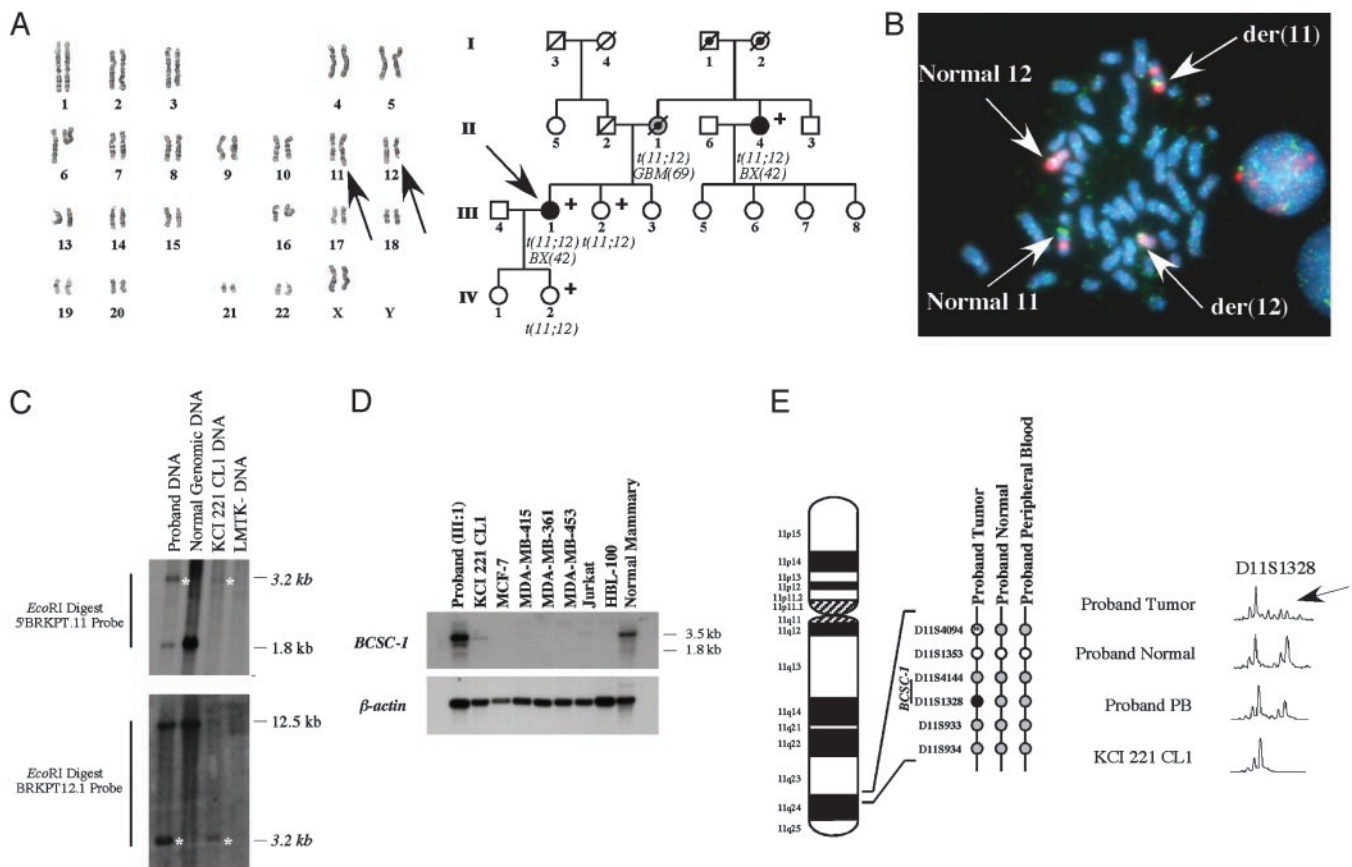 A
1 2 3 4 5
6 7 8 9 10 11 12
13 14 15 16 17 18
19 20 21 22 X Y
I
3 4 1 2
II
5 2 1 6 4 + 3
t(11;12) t(11;12)
GBM(69) BX(42)
III
4 1 + 2 + 3 5 6 7 8
t(11;12) t(11;12)
BX(42)
IV
1 2 +
t(11;12)
B
der(11)
Normal 12
Normal 11
der(12)
C
Proband DNA
Normal Genomic DNA
KCI 221 CL1 DNA
LMTK- DNA
* * 3.2 kb
EcoRI Digest
5'BRKPT.11 Probe
1.8 kb
12.5 kb
EcoRI Digest
BRKPT12.1 Probe
* * 3.2 kb
D
Proband (III:1)
KCI 221 CL1
MCF-7
MDA-MB-415
MDA-MB-361
MDA-MB-453
Jurkat
HBL-100
Normal Mammary
BCSC-1
3.5 kb
1.8 kb
β-actin
E
11p15
11p14
11p13
11p12
11p11.2
11p11.1
11q11
11q12
11q13
11q14
11q21
11q22
11q23
11q24
11q25
Proband Tumor
Proband Normal
Proband Peripheral Blood
D11S4094
D11S1353
D11S4144
BCSC-1
D11S1328
D11S933
D11S934
D11S1328
Proband Tumor
Proband Normal
Proband PB
KCI 221 CL1